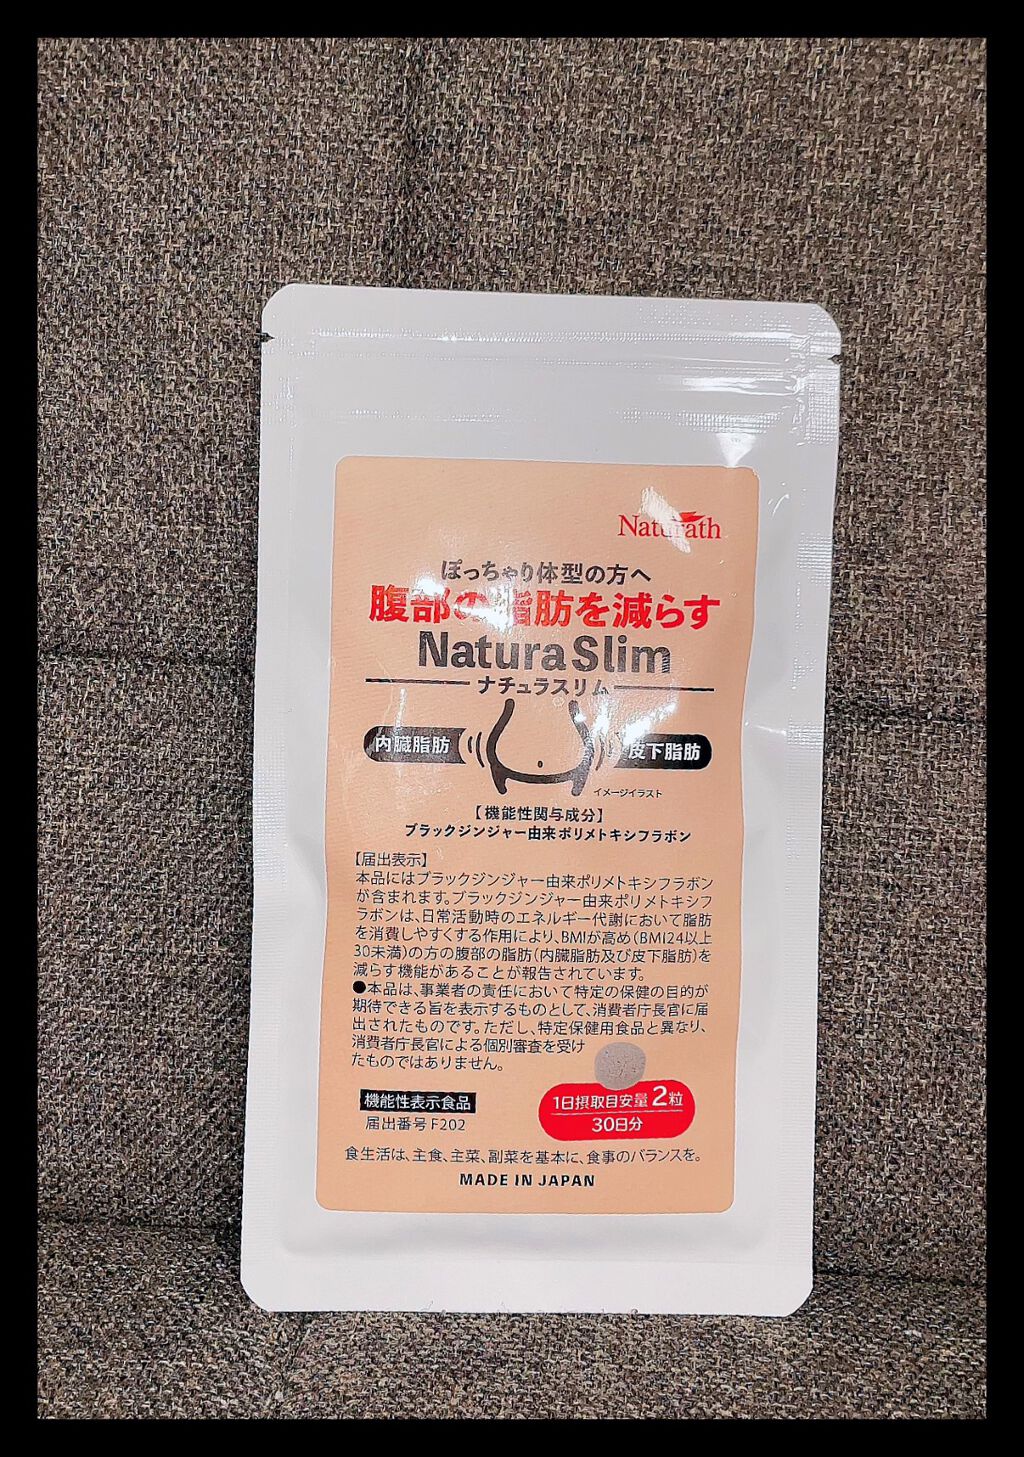 Naturath
ぽっちゃり体型の方へ
腹部の脂肪を減らす
NaturaSlim
ナチュラスリム
内臓脂肪
皮下脂肪
イメージイラスト
【機能性関与成分】
ブラックジンジャー由来ポリメトキシフラボン
【届出表示】
本品にはブラックジンジャー由来ポリメトキシフラボン
が含まれます。ブラックジンジャー由来ポリメトキシフ
ラボンは、日常活動時のエネルギー代謝において脂肪
を消費しやすくする作用により、BMIが高め(BMI24以上
30未満)の方の腹部の脂肪(内臓脂肪及び皮下脂肪)を
減らす機能があることが報告されています。
●本品は、事業者の責任において特定の保健の目的が
期待できる旨を表示するものとして、消費者庁長官に届
出されたものです。ただし、特定保健用食品と異なり、
消費者庁長官による個別審査を受け
たものではありません。
機能性表示食品
届出番号 F202
1日摂取目安量 2粒
30日分
食生活は、主食、主菜、副菜を基本に、食事のバランスを。
MADE IN JAPAN